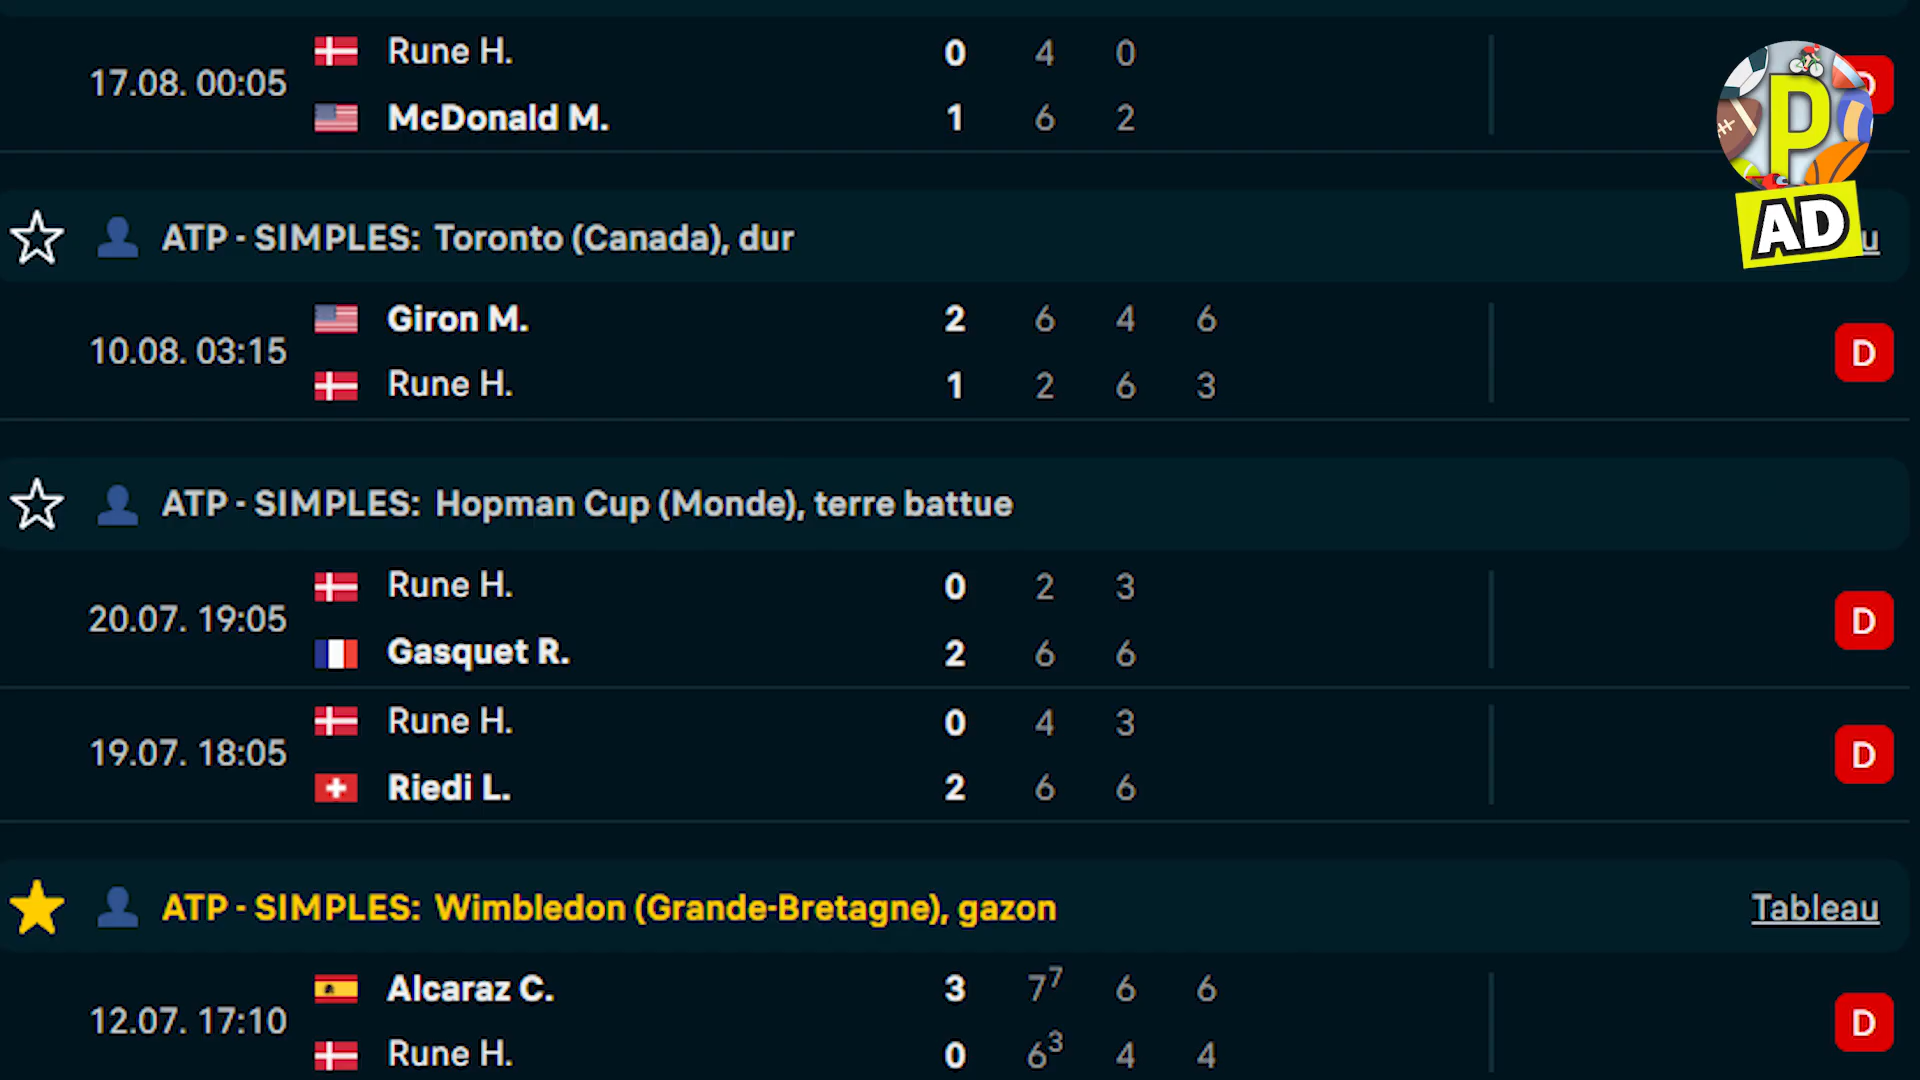 17.08. 00:05
Rune H. 0 4 0
McDonald M. 1 6 2
P
AD
ATP - SIMPLES: Toronto (Canada), dur
10.08. 03:15
Giron M. 2 6 4 6
Rune H. 1 2 6 3
D
ATP - SIMPLES: Hopman Cup (Monde), terre battue
20.07. 19:05
Rune H. 0 2 3
Gasquet R. 2 6 6
D
19.07. 18:05
Rune H. 0 4 3
Riedi L. 2 6 6
D
ATP - SIMPLES: Wimbledon (Grande-Bretagne), gazon Tableau
12.07. 17:10
Alcaraz C. 3 7⁷ 6 6
Rune H. 0 6³ 4 4
D